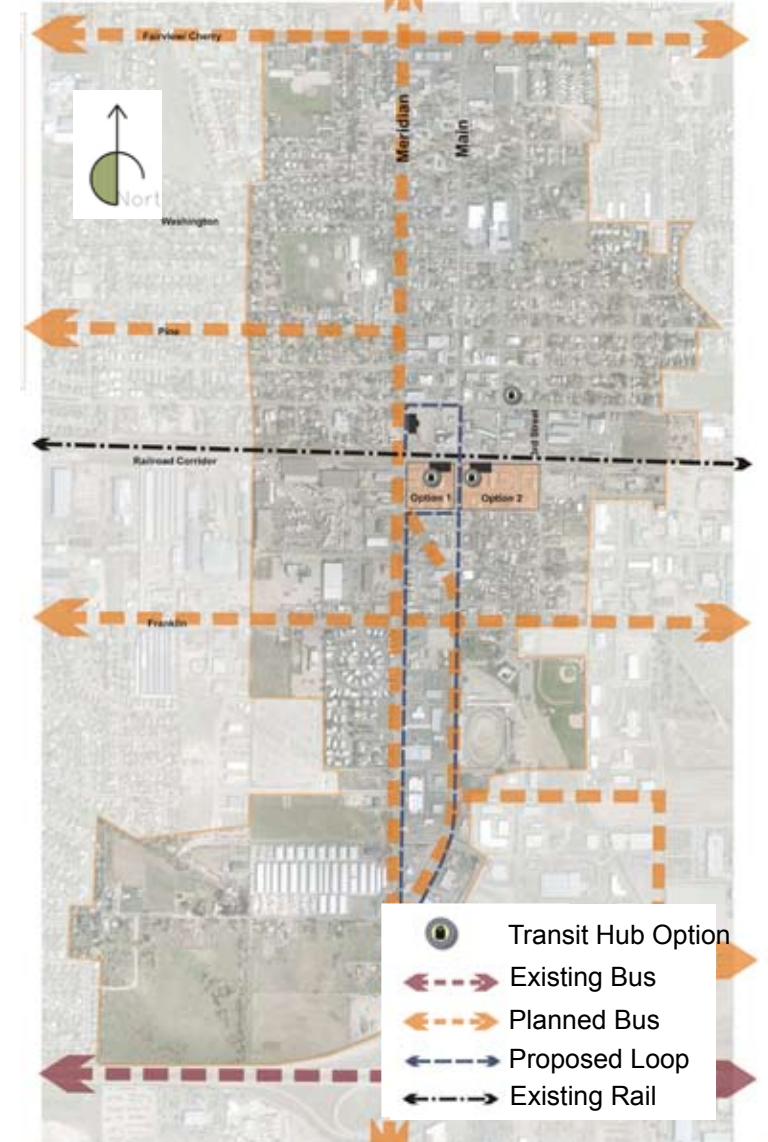 Fairview/ Cherry
Meridian
Main
Nort
Washington
Pine
3rd Street
Railroad Corridor
Option 1
Option 2
Franklin
Transit Hub Option
Existing Bus
Planned Bus
Proposed Loop
Existing Rail